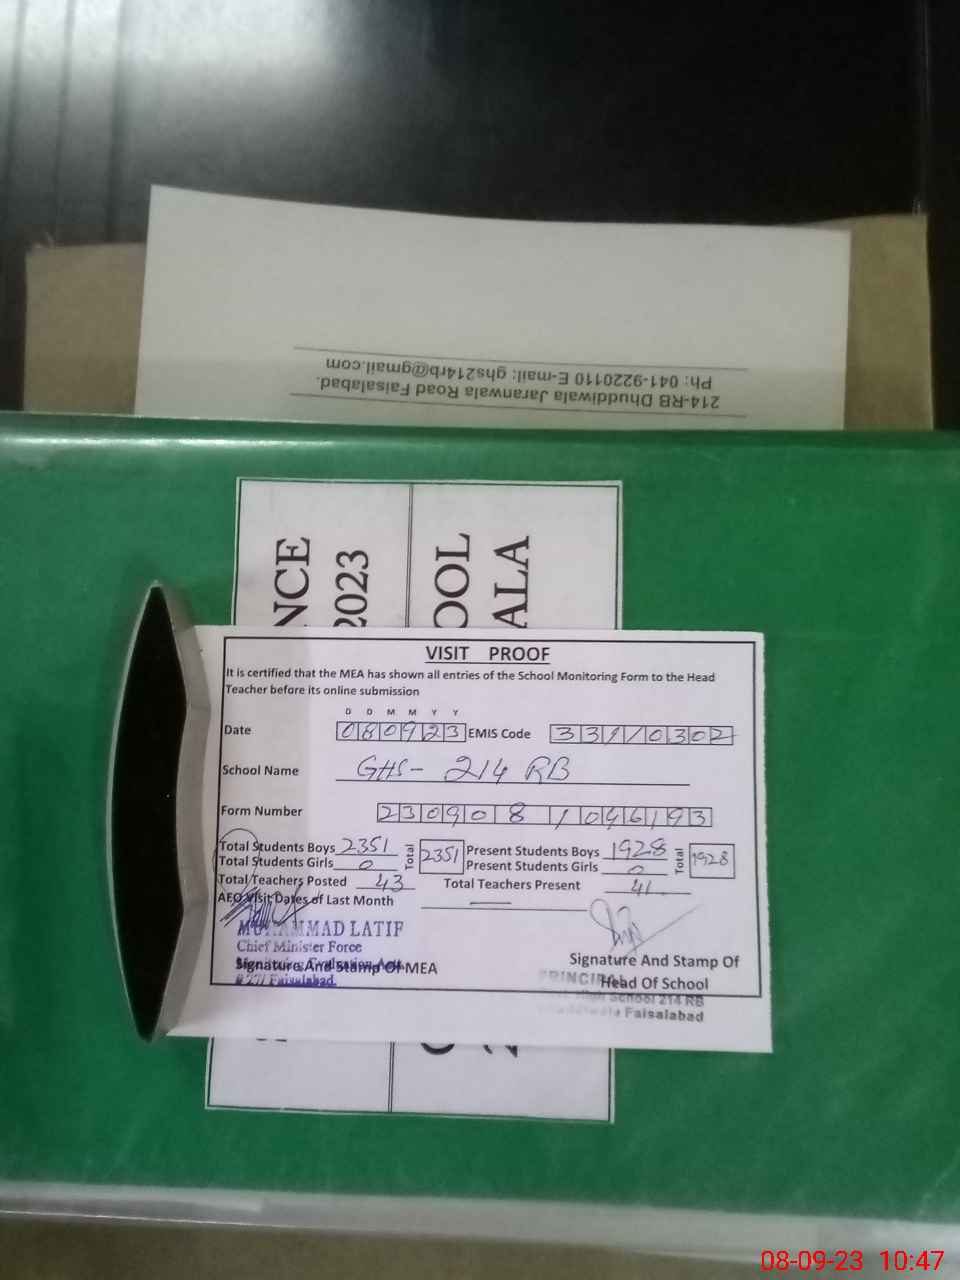 214-RB Dhuddiwala Jaranwala Road Faisalabad.
Ph: 041-9220110 E-mail: ghs214rb@gmail.com
NCE
2023
OOL
ALA
VISIT PROOF
It is certified that the MEA has shown all entries of the School Monitoring Form to the Head
Teacher before its online submission
D D M M Y Y
Date 080923 EMIS Code 33110302
School Name GHS- 214 RB
Form Number 230908 1046193
Total Students Boys 2351 Total 2351 Present Students Boys 1928 Total 1928
Total Students Girls 0 Present Students Girls 0
Total Teachers Posted 43 Total Teachers Present 41
AEO Visit Dates of Last Month —
MUHAMMAD LATIF
Chief Minister Force
Signature And Stamp Of MEA
Faisalabad.
Signature And Stamp Of
Head Of School
PRINCIPAL
High School 214 RB
Faisalabad
08-09-23 10:47